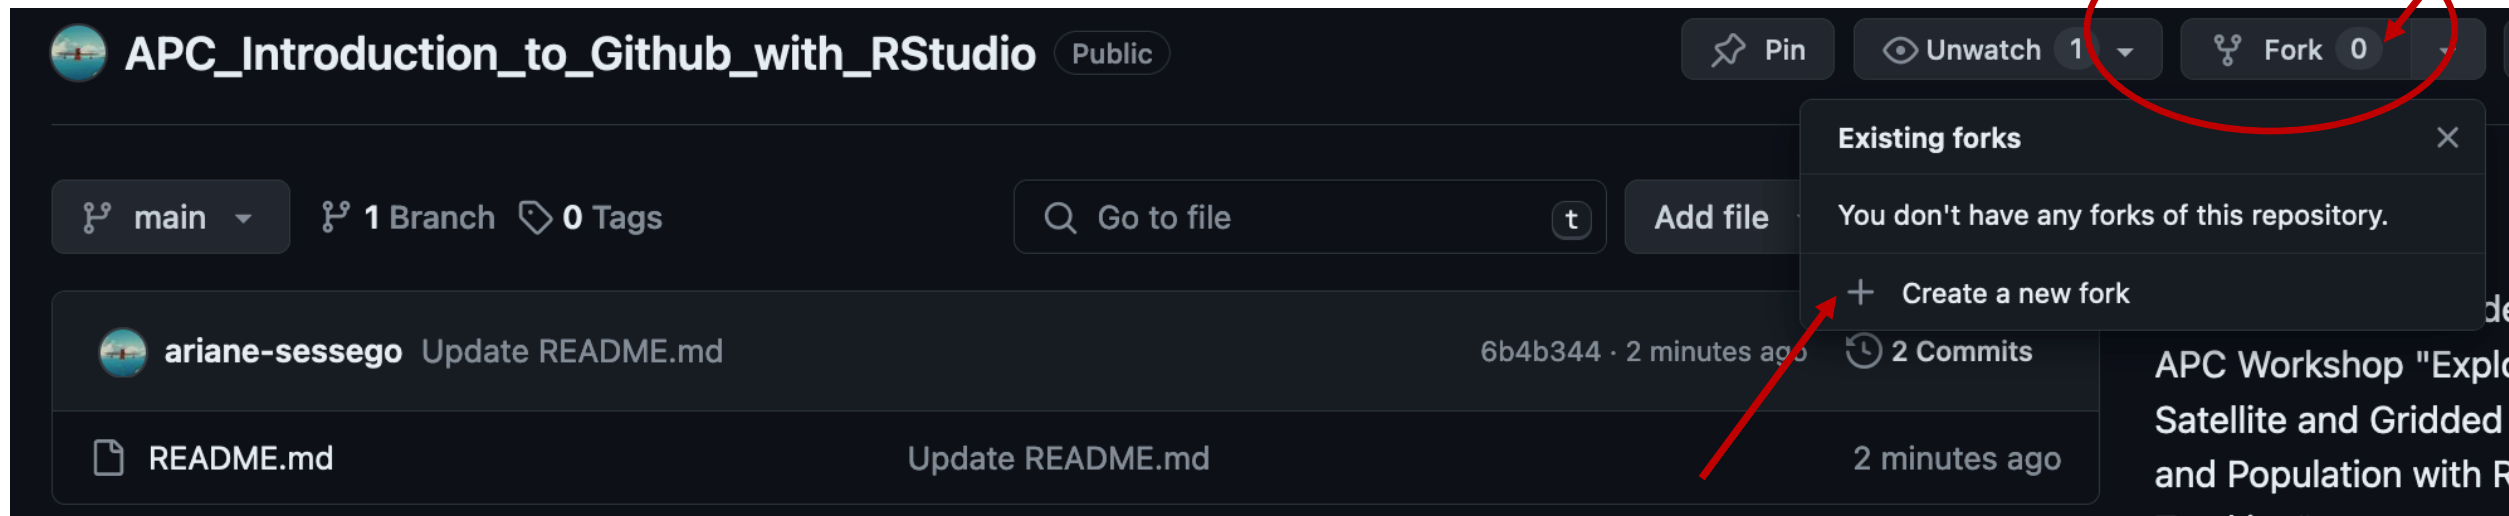 APC_Introduction_to_Github_with_RStudio Public Pin Unwatch 1 Fork 0
Existing forks
You don't have any forks of this repository.
Create a new fork
main 1 Branch 0 Tags Go to file t Add file
ariane-sessego Update README.md 6b4b344 · 2 minutes ago 2 Commits
README.md Update README.md 2 minutes ago
APC Workshop "Explo
Satellite and Gridded
and Population with R